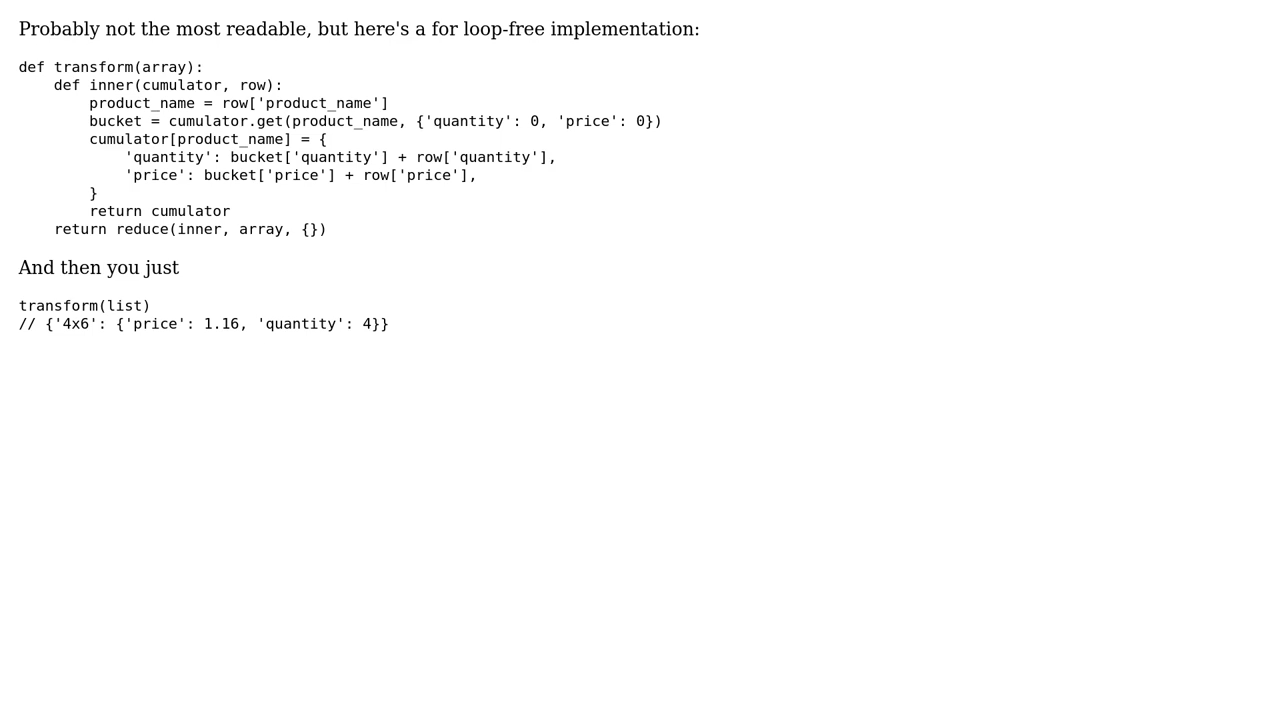 Probably not the most readable, but here's a for loop-free implementation:
def transform(array):
    def inner(cumulator, row):
        product_name = row['product_name']
        bucket = cumulator.get(product_name, {'quantity': 0, 'price': 0})
        cumulator[product_name] = {
            'quantity': bucket['quantity'] + row['quantity'],
            'price': bucket['price'] + row['price'],
        }
        return cumulator
    return reduce(inner, array, {})
And then you just
transform(list)
// {'4x6': {'price': 1.16, 'quantity': 4}}